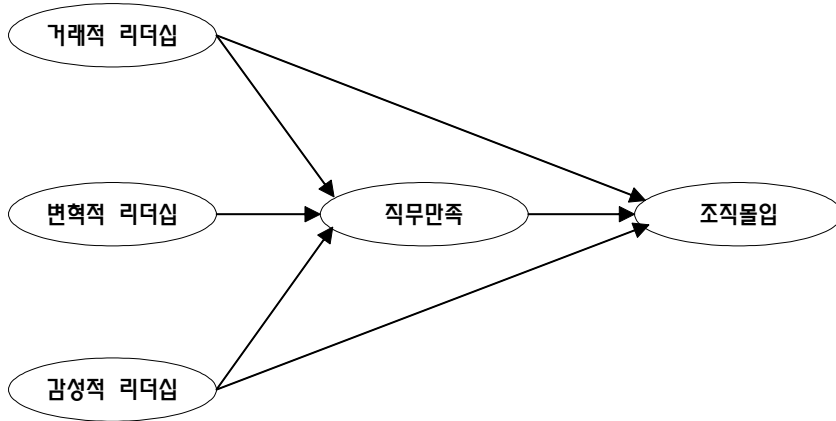 거래적 리더십
변혁적 리더십
직무만족
조직몰입
감성적 리더십